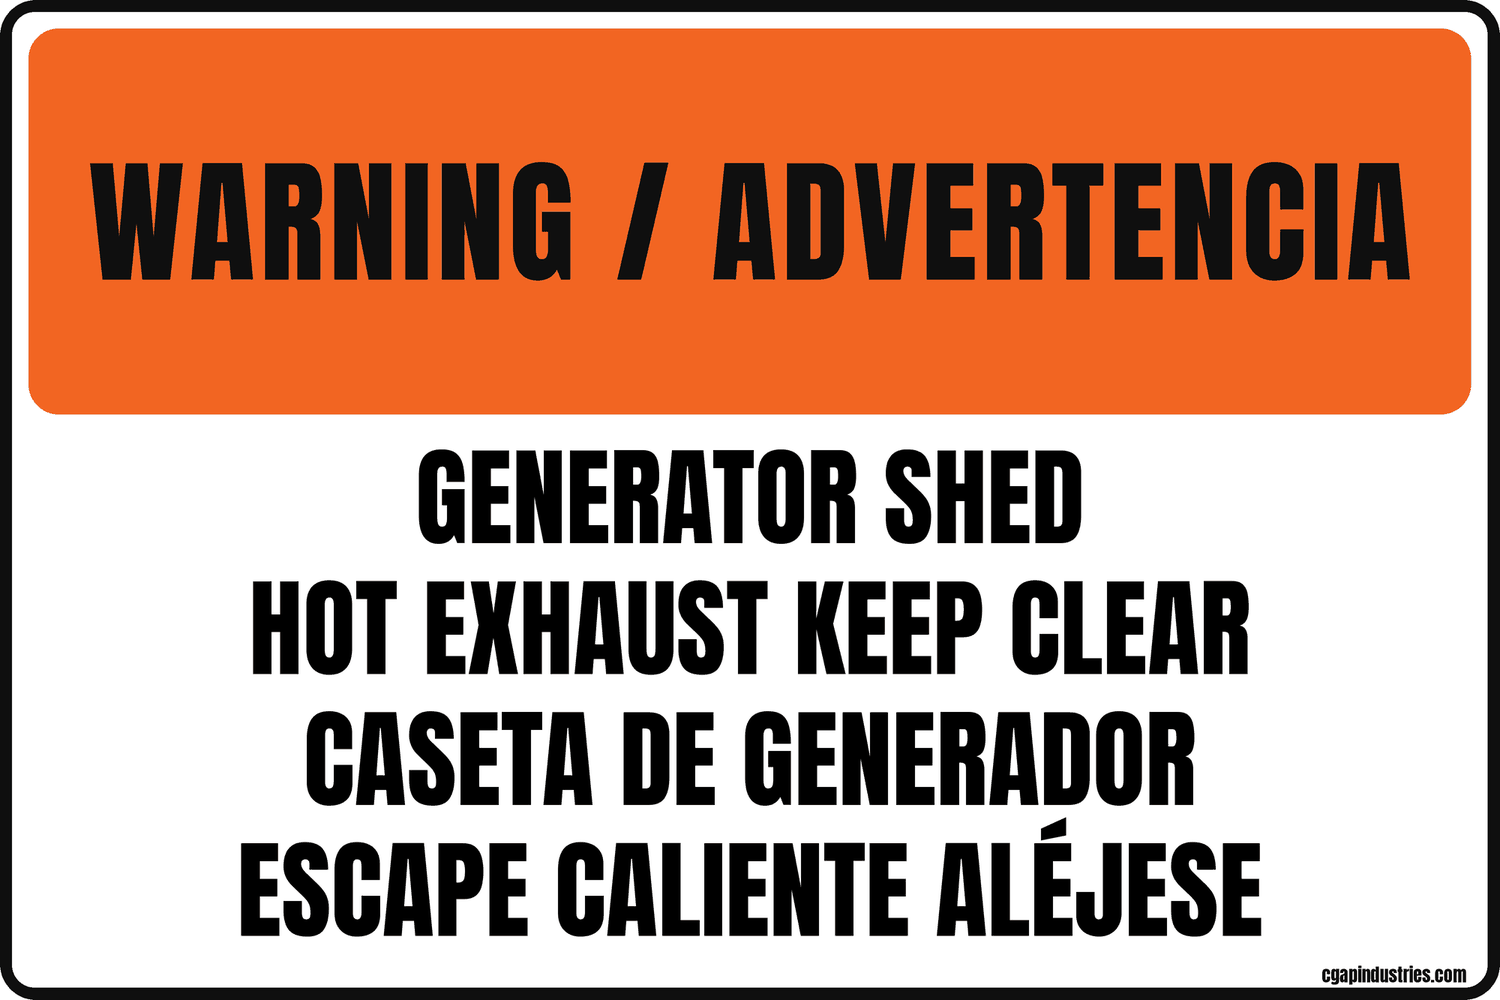 WARNING / ADVERTENCIA
GENERATOR SHED
HOT EXHAUST KEEP CLEAR
CASETA DE GENERADOR
ESCAPE CALIENTE ALÉJESE
cgapindustries.com